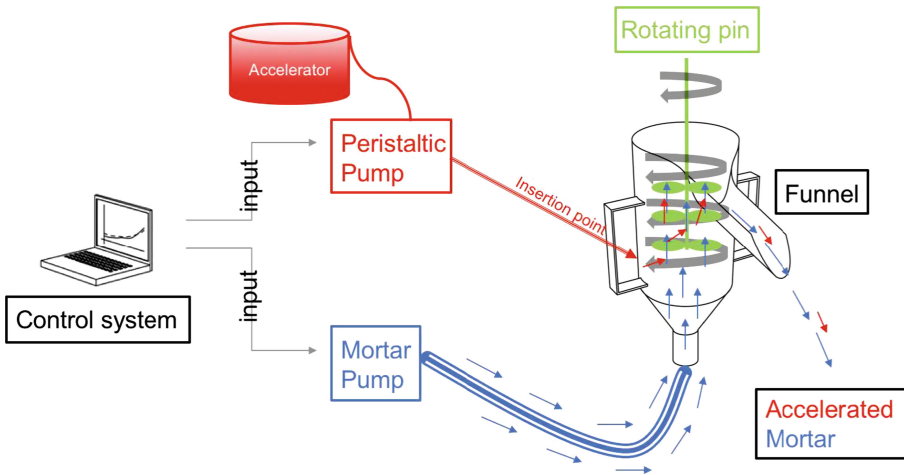 Rotating pin
Accelerator
Peristaltic
Pump
input
Insertion point
Funnel
Control system
input
Mortar
Pump
Accelerated
Mortar